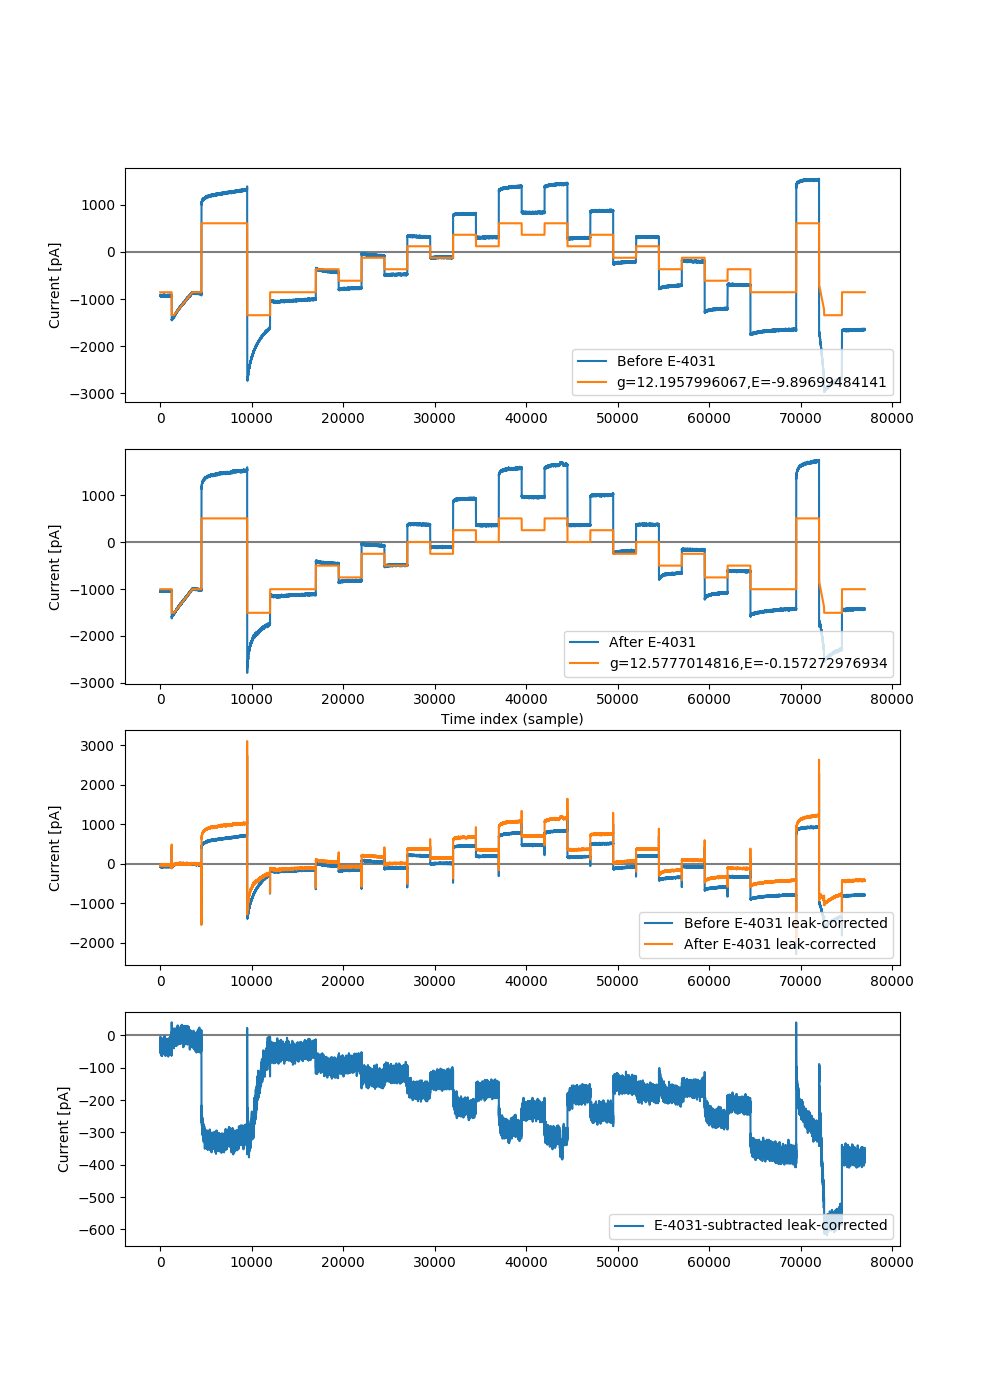 1000
0
−1000
−2000
−3000
Current [pA]
Before E-4031
g=12.1957996067,E=-9.89699484141
0 10000 20000 30000 40000 50000 60000 70000 80000
1000
0
−1000
−2000
−3000
Current [pA]
After E-4031
g=12.5777014816,E=-0.157272976934
0 10000 20000 30000 40000 50000 60000 70000 80000
Time index (sample)
3000
2000
1000
0
−1000
−2000
Current [pA]
Before E-4031 leak-corrected
After E-4031 leak-corrected
0 10000 20000 30000 40000 50000 60000 70000 80000
0
−100
−200
−300
−400
−500
−600
Current [pA]
E-4031-subtracted leak-corrected
0 10000 20000 30000 40000 50000 60000 70000 80000